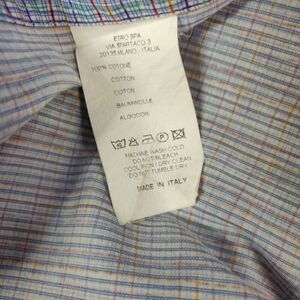 ETRO SPA
VIA SPARTACO 3
20135 MILANO - ITALIA
100% COTONE
COTTON
COTON
BAUMWOLLE
ALGODON
MACHINE WASH COLD
DO NOT BLEACH
COOL IRON / DRY CLEAN
DO NOT TUMBLE DRY
MADE IN ITALY